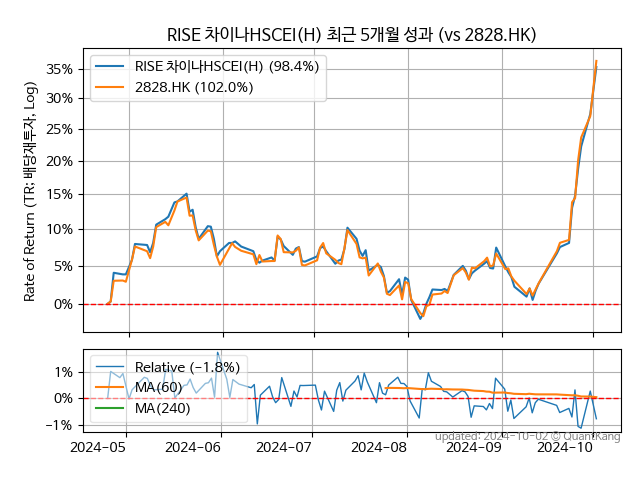 RISE 차이나HSCEI(H) 최근 5개월 성과 (vs 2828.HK)
Rate of Return (TR; 배당재투자, Log)
35%
30%
25%
20%
15%
10%
5%
0%
RISE 차이나HSCEI(H) (98.4%)
2828.HK (102.0%)
1%
0%
−1%
Relative (−1.8%)
MA(60)
MA(240)
2024-05
2024-06
2024-07
2024-08
2024-09
2024-10
updated: 2024-10-02 © QuantKang